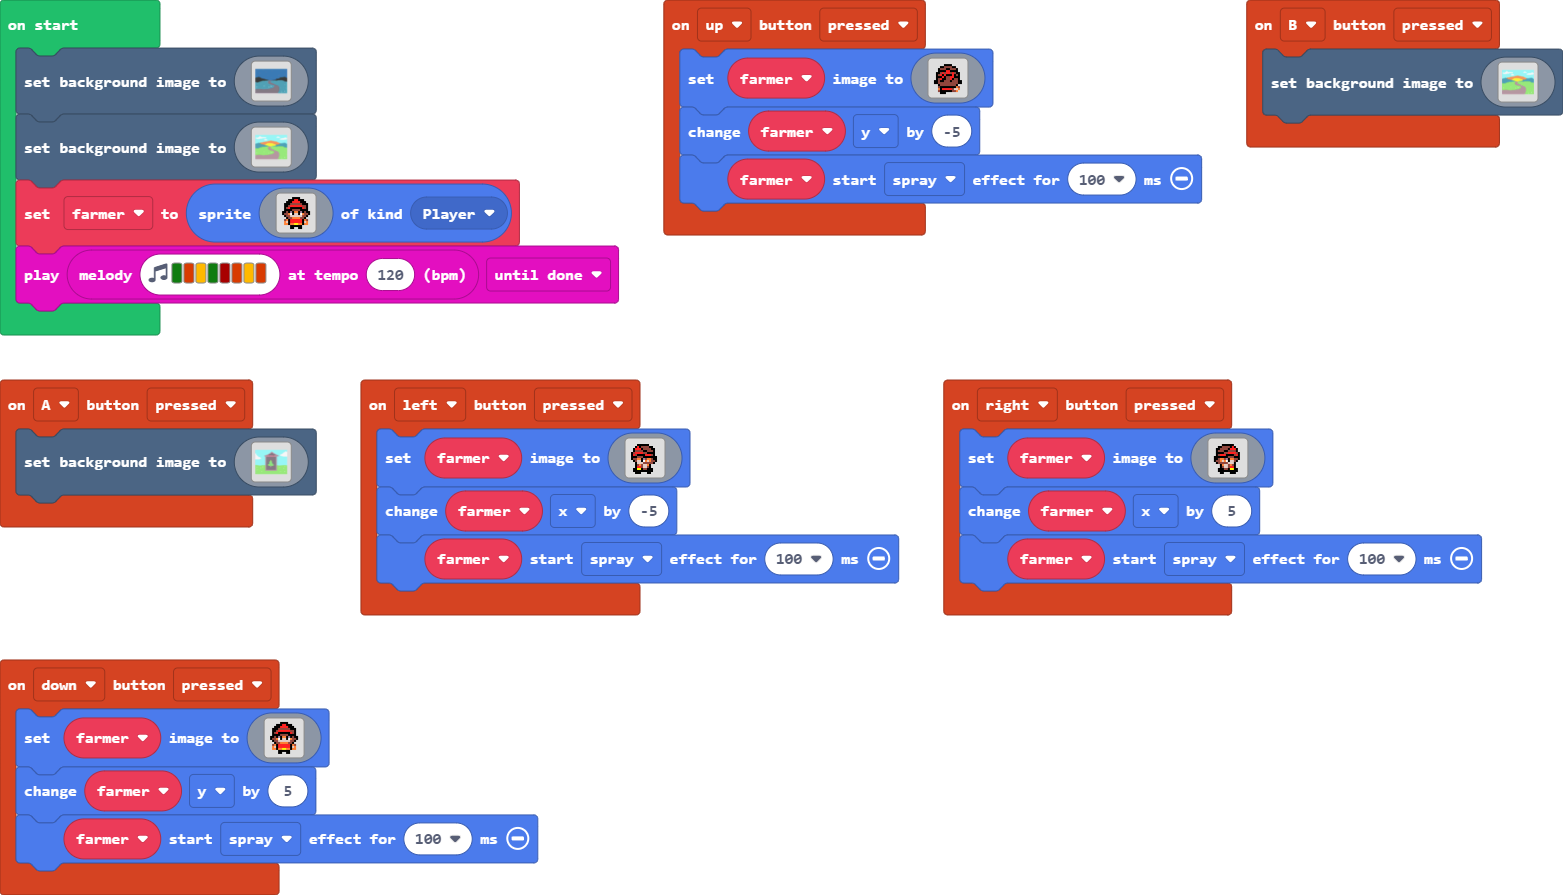 on start
set background image to
set background image to
set farmer to sprite of kind Player
play melody at tempo 120 (bpm) until done
on up button pressed
set farmer image to
change farmer y by -5
farmer start spray effect for 100 ms
on B button pressed
set background image to
on A button pressed
set background image to
on left button pressed
set farmer image to
change farmer x by -5
farmer start spray effect for 100 ms
on right button pressed
set farmer image to
change farmer x by 5
farmer start spray effect for 100 ms
on down button pressed
set farmer image to
change farmer y by 5
farmer start spray effect for 100 ms